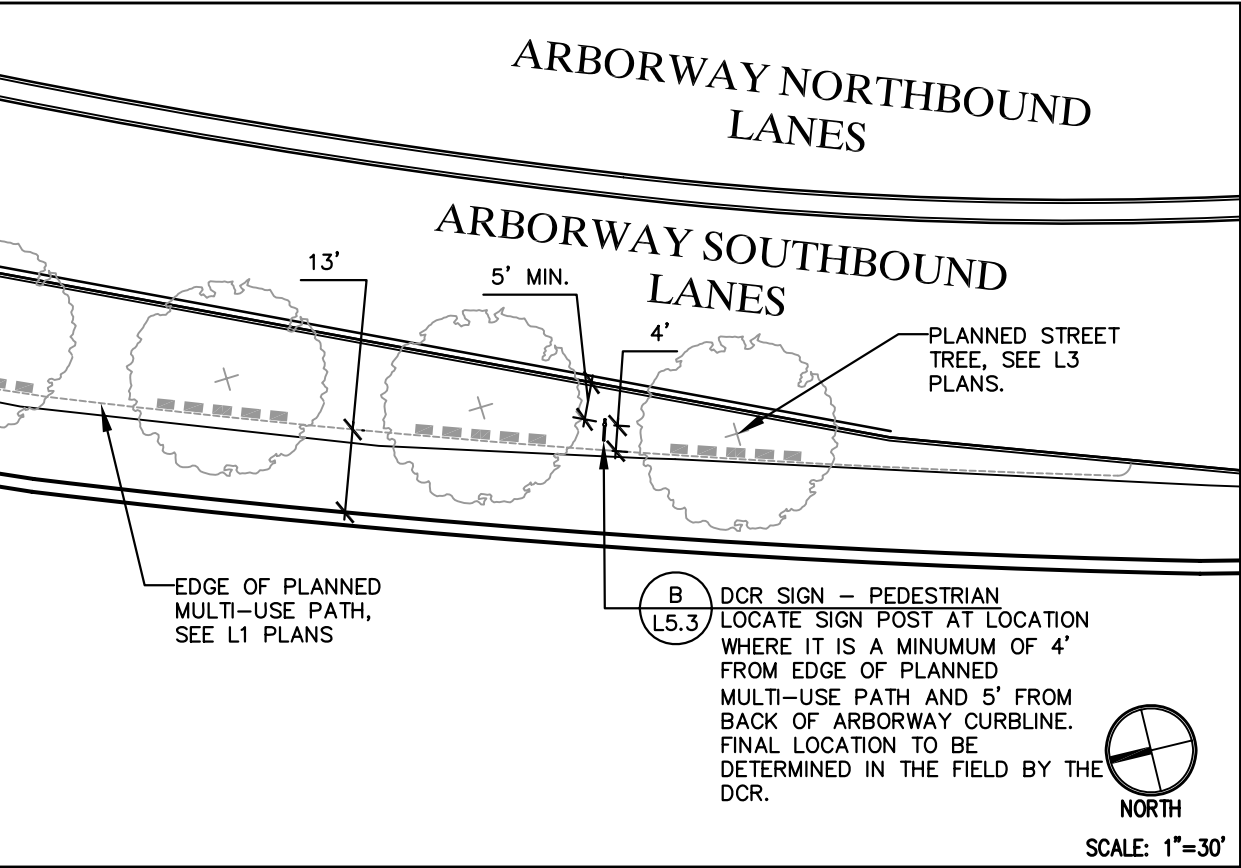 ARBORWAY NORTHBOUND
LANES
ARBORWAY SOUTHBOUND
LANES
13'
5' MIN.
4'
PLANNED STREET
TREE, SEE L3
PLANS.
EDGE OF PLANNED
MULTI-USE PATH,
SEE L1 PLANS
B
L5.3
DCR SIGN – PEDESTRIAN
LOCATE SIGN POST AT LOCATION
WHERE IT IS A MINUMUM OF 4'
FROM EDGE OF PLANNED
MULTI-USE PATH AND 5' FROM
BACK OF ARBORWAY CURBLINE.
FINAL LOCATION TO BE
DETERMINED IN THE FIELD BY THE
DCR.
NORTH
SCALE: 1"=30'